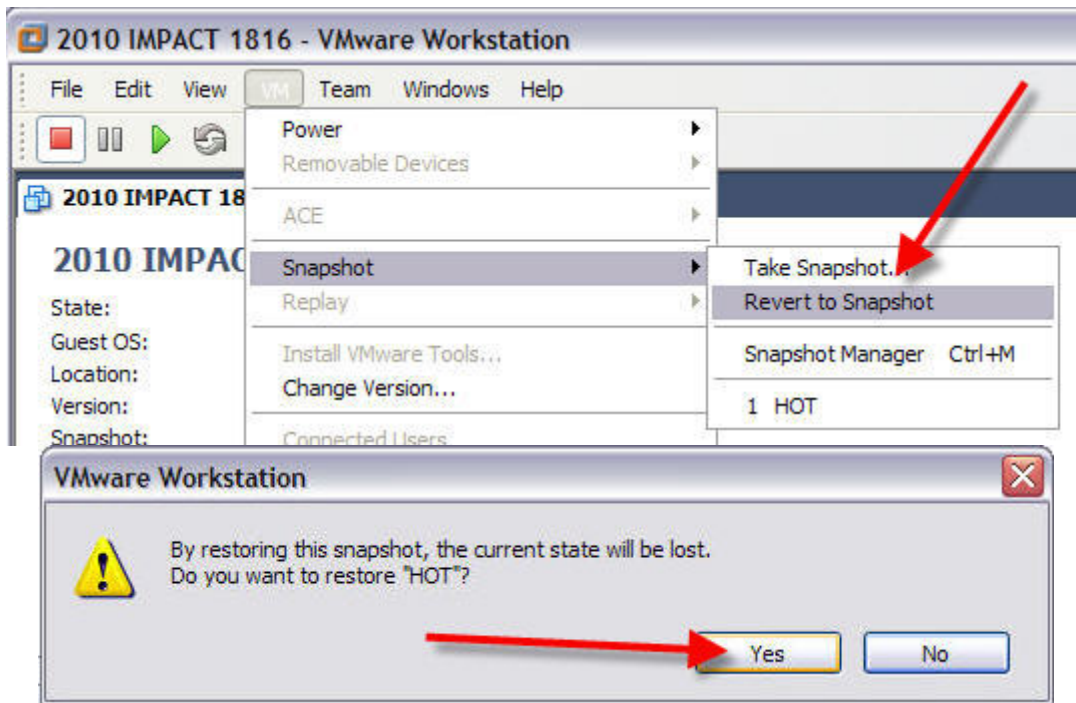 2010 IMPACT 1816 - VMware Workstation
File Edit View VM Team Windows Help
2010 IMPACT 18
2010 IMPAC
State:
Guest OS:
Location:
Version:
Snapshot:
Power
Removable Devices
ACE
Snapshot
Replay
Install VMware Tools...
Change Version...
Connected Users
Take Snapshot...
Revert to Snapshot
Snapshot Manager Ctrl+M
1 HOT
VMware Workstation
By restoring this snapshot, the current state will be lost.
Do you want to restore "HOT"?
Yes No